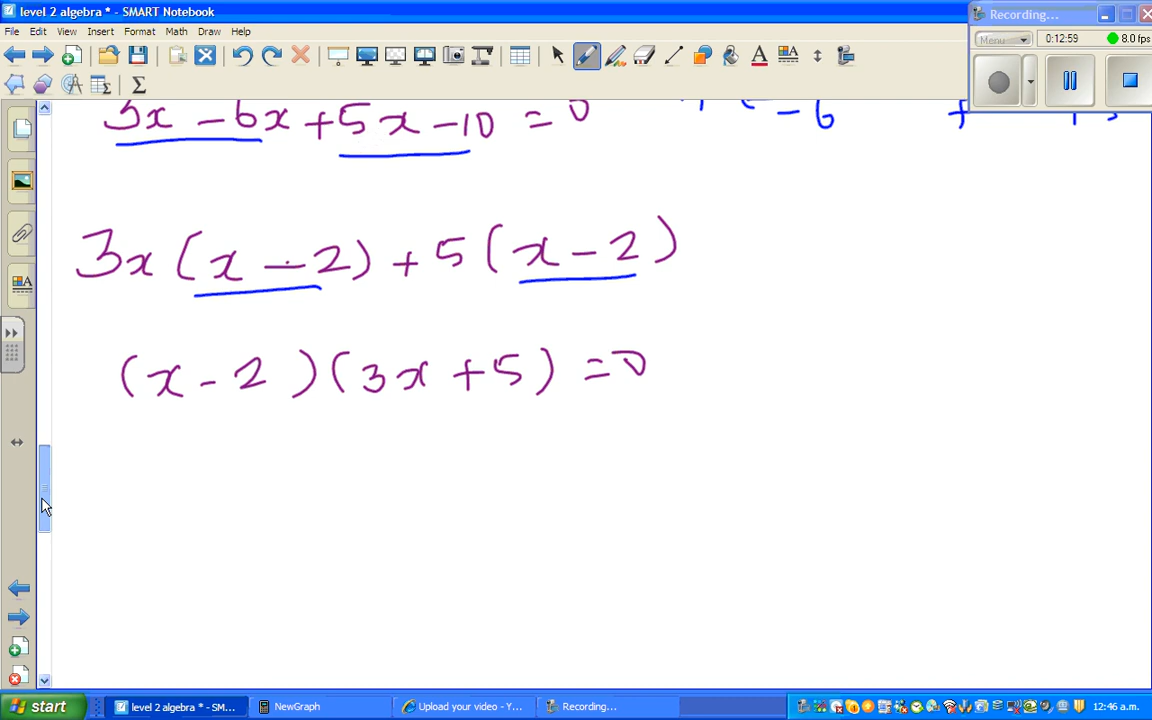 level 2 algebra * - SMART Notebook
Recording...
File Edit View Insert Format Math Draw Help
Menu
0:12:59
8.0 fps
3x - 6x + 5x - 10 = 0
- 6 +
3x (x - 2) + 5 (x - 2)
(x - 2) (3x + 5) = 0
start
level 2 algebra * - SM...
NewGraph
Upload your video - Y...
Recording...
12:46 a.m.